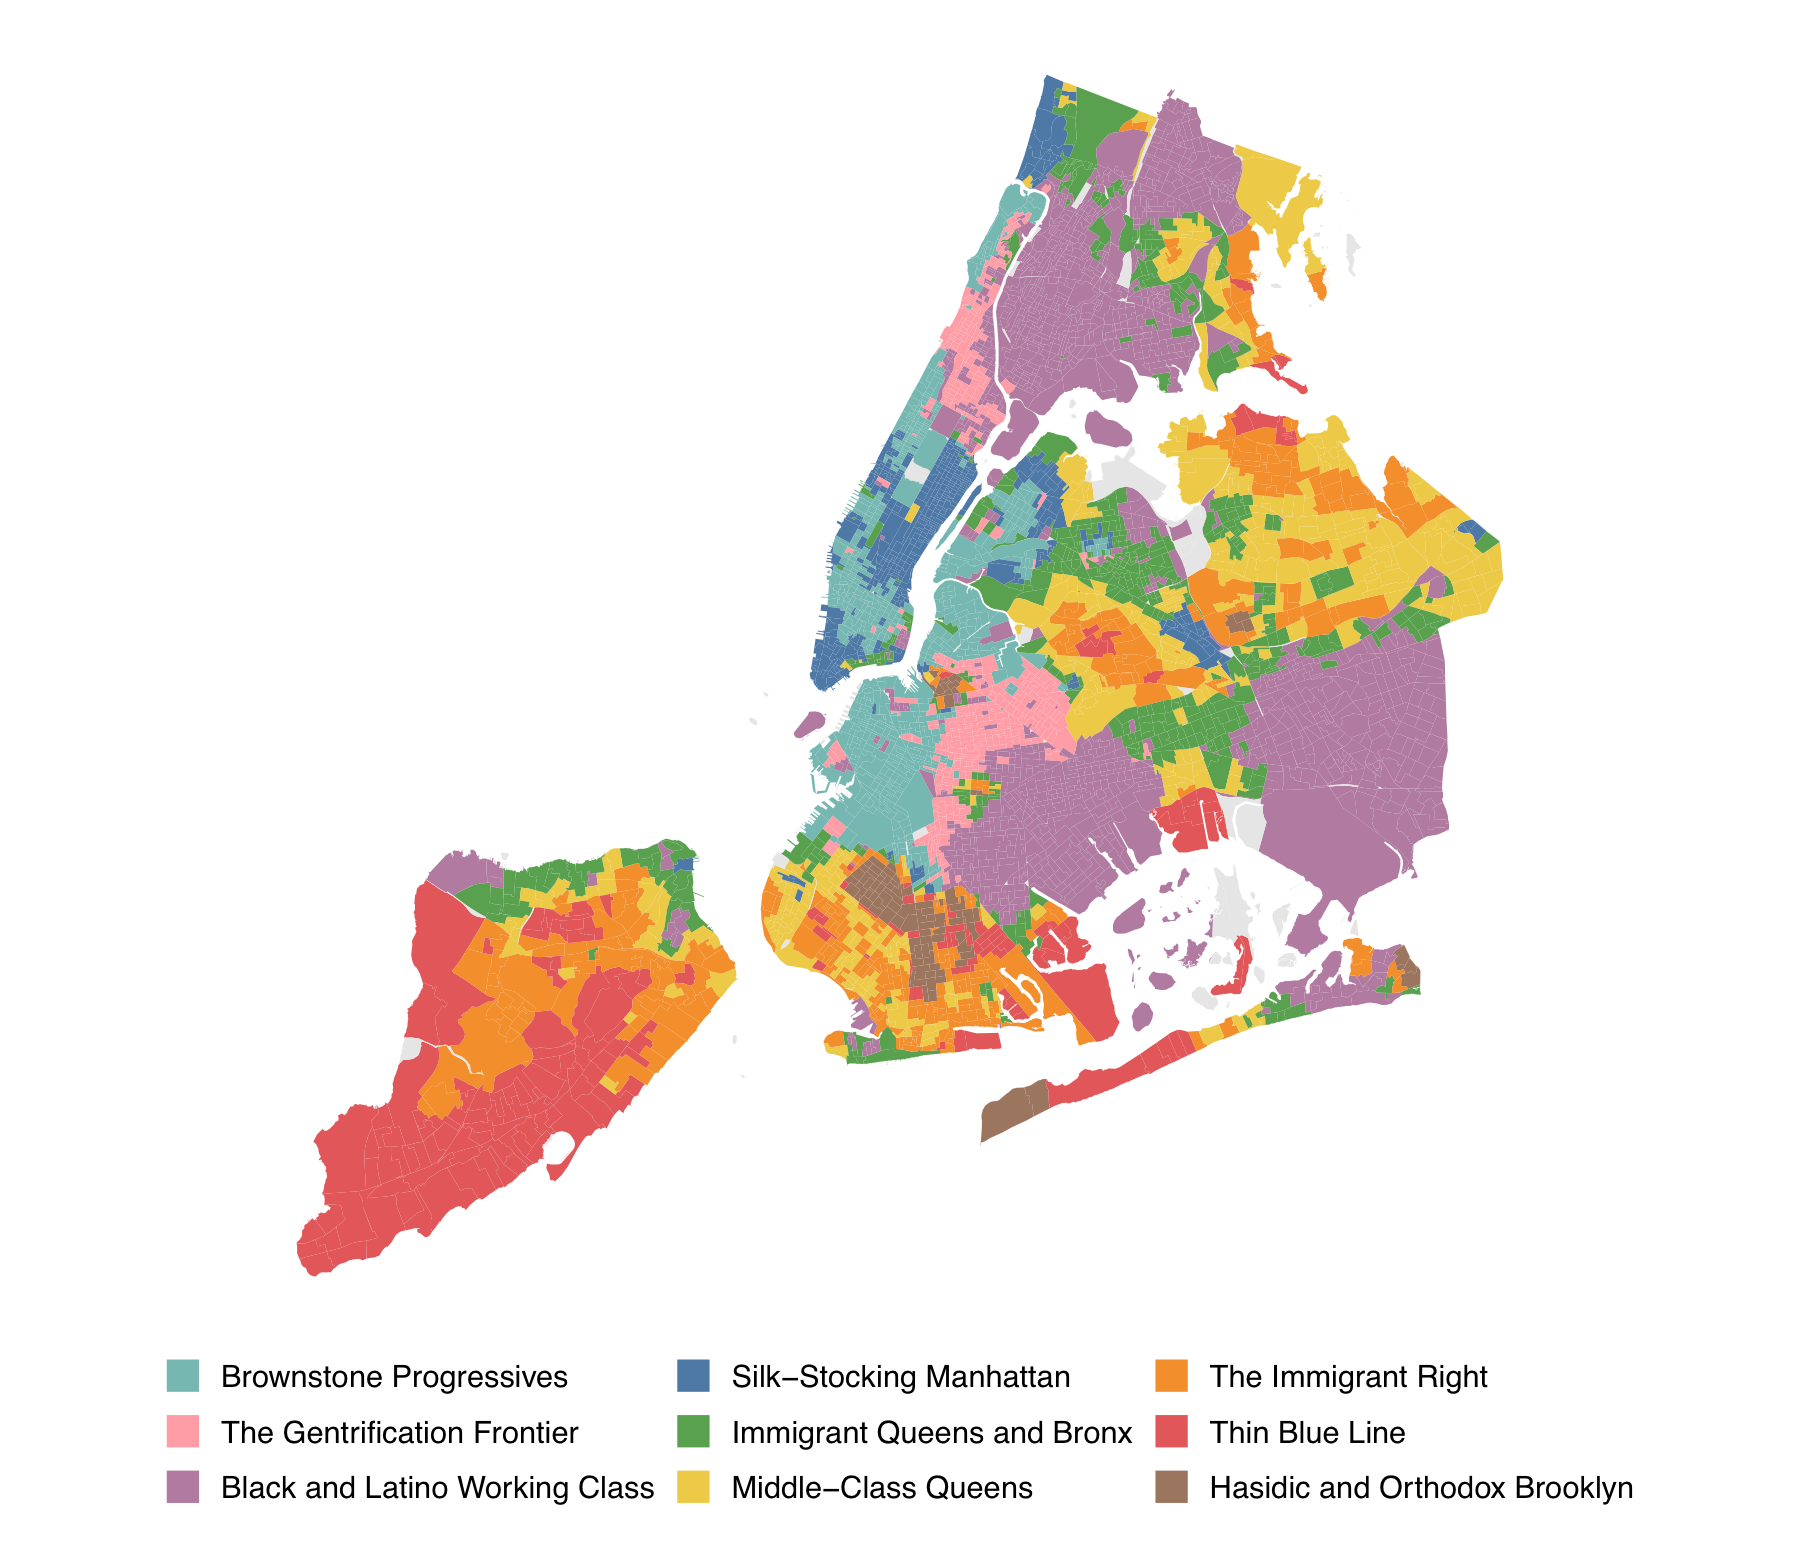 Brownstone Progressives
Silk−Stocking Manhattan
The Immigrant Right
The Gentrification Frontier
Immigrant Queens and Bronx
Thin Blue Line
Black and Latino Working Class
Middle−Class Queens
Hasidic and Orthodox Brooklyn